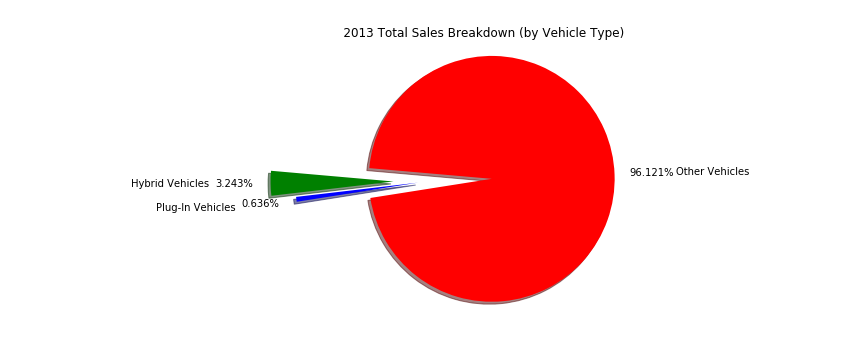 2013 Total Sales Breakdown (by Vehicle Type)
96.121% Other Vehicles
Hybrid Vehicles 3.243%
Plug-In Vehicles 0.636%